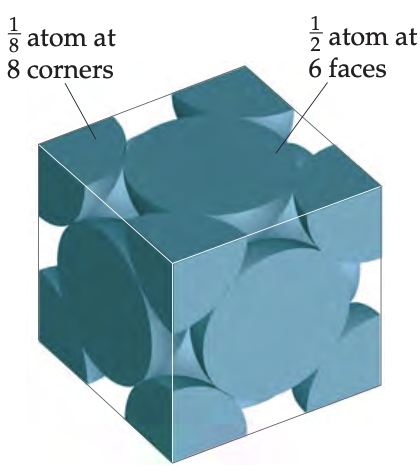 1/8 atom at
8 corners
1/2 atom at
6 faces